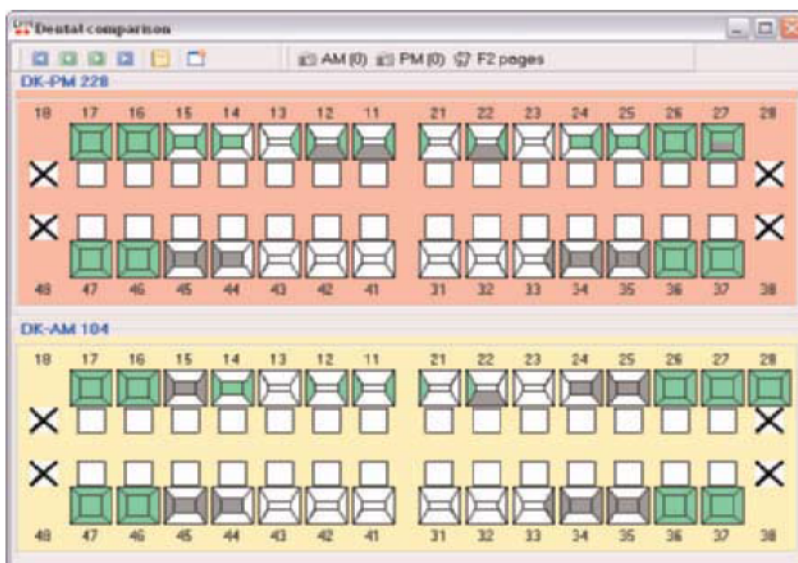 Dental comparison
AM (0) PM (0) F2 pages
DK-PM 228
18 17 16 15 14 13 12 11 21 22 23 24 25 26 27 28
48 47 46 45 44 43 42 41 31 32 33 34 35 36 37 38
DK-AM 104
18 17 16 15 14 13 12 11 21 22 23 24 25 26 27 28
48 47 46 45 44 43 42 41 31 32 33 34 35 36 37 38